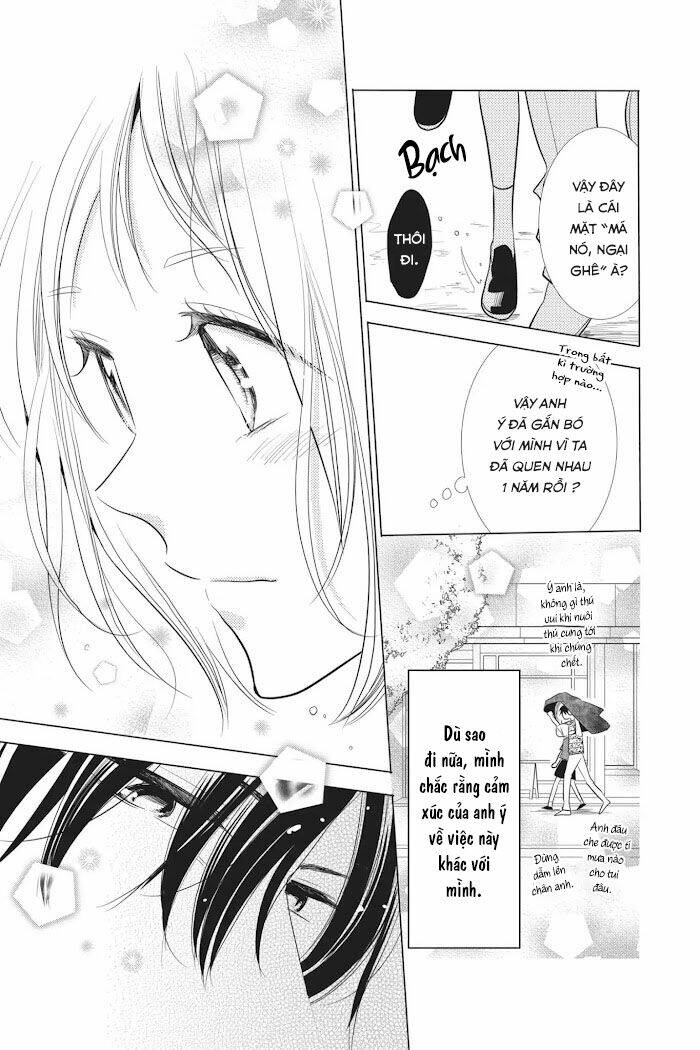 VẬY ĐÂY
LÀ CÁI
MẶT "MÁ
NÓ, NGẠI
GHÊ" À?
Bạch
THÔI
ĐI.
Trong bất
kì trường
hợp nào...
VẬY ANH
Ý ĐÃ GẮN BÓ
VỚI MÌNH VÌ TA
ĐÃ QUEN NHAU
1 NĂM RỒI ?
Ý anh là,
không gì thú
vui khi nuôi
thú cưng tới
khi chúng
chết.
Dù sao
đi nữa, mình
chắc rằng cảm
xúc của anh ý
về việc này
khác với
mình.
Anh đâu
che được tí
mưa nào
cho tui
đâu.
Đừng
dẫm lên
chân anh.